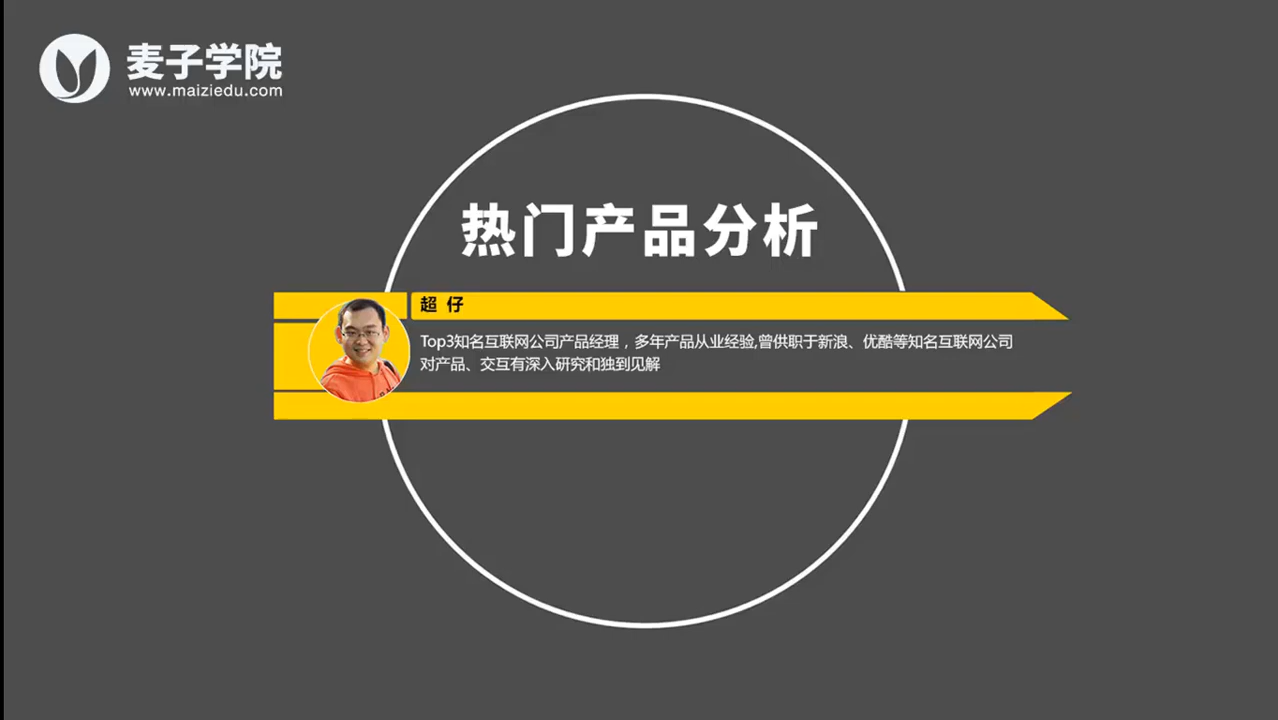 麦子学院
www.maiziedu.com
热门产品分析
超 仔
Top3知名互联网公司产品经理，多年产品从业经验,曾供职于新浪、优酷等知名互联网公司
对产品、交互有深入研究和独到见解